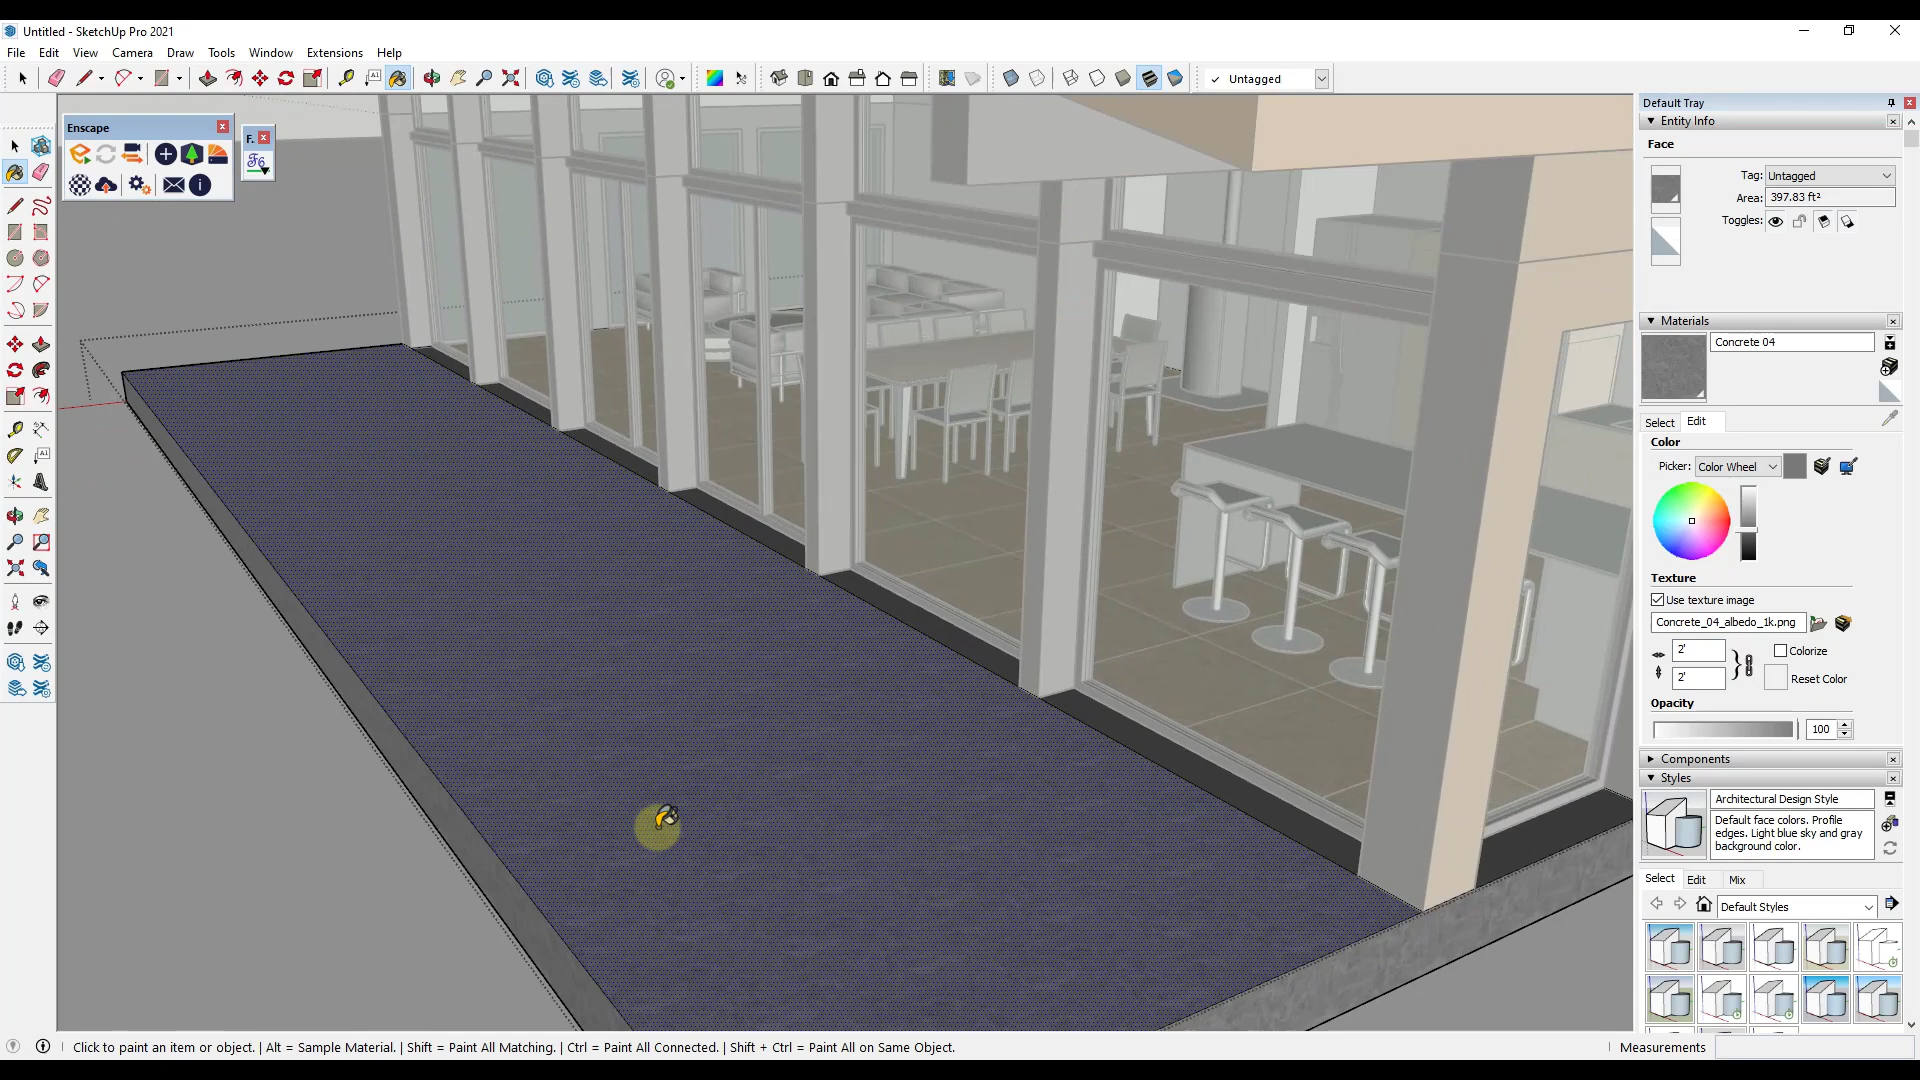 Untitled - SketchUp Pro 2021
File Edit View Camera Draw Tools Window Extensions Help
A1
Untagged
Default Tray
Enscape
F.
Entity Info
Face
Tag: Untagged
Area: 397.83 ft²
Toggles:
Materials
Concrete 04
Select Edit
Color
Picker: Color Wheel
Texture
Use texture image
Concrete_04_albedo_1k.png
2'
Colorize
2'
Reset Color
Opacity
100
Components
Styles
Architectural Design Style
Default face colors. Profile
edges. Light blue sky and gray
background color.
Select Edit Mix
Default Styles
A1
Click to paint an item or object. | Alt = Sample Material. | Shift = Paint All Matching. | Ctrl = Paint All Connected. | Shift + Ctrl = Paint All on Same Object.
Measurements